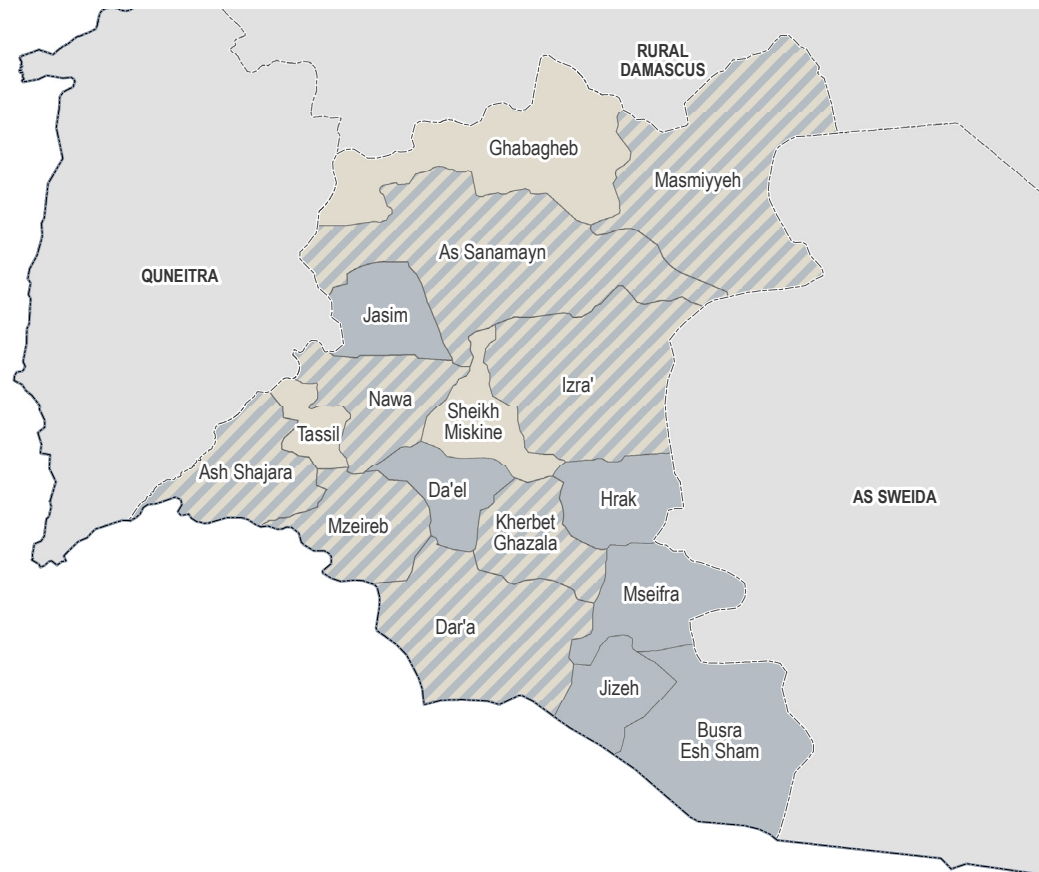 RURAL
DAMASCUS
Ghabagheb
Masmiyyeh
As Sanamayn
QUNEITRA
Jasim
Izra'
Nawa
Sheikh
Miskine
Tassil
Ash Shajara
Da'el
Hrak
AS SWEIDA
Mzeireb
Kherbet
Ghazala
Mseifra
Dar'a
Jizeh
Busra
Esh Sham